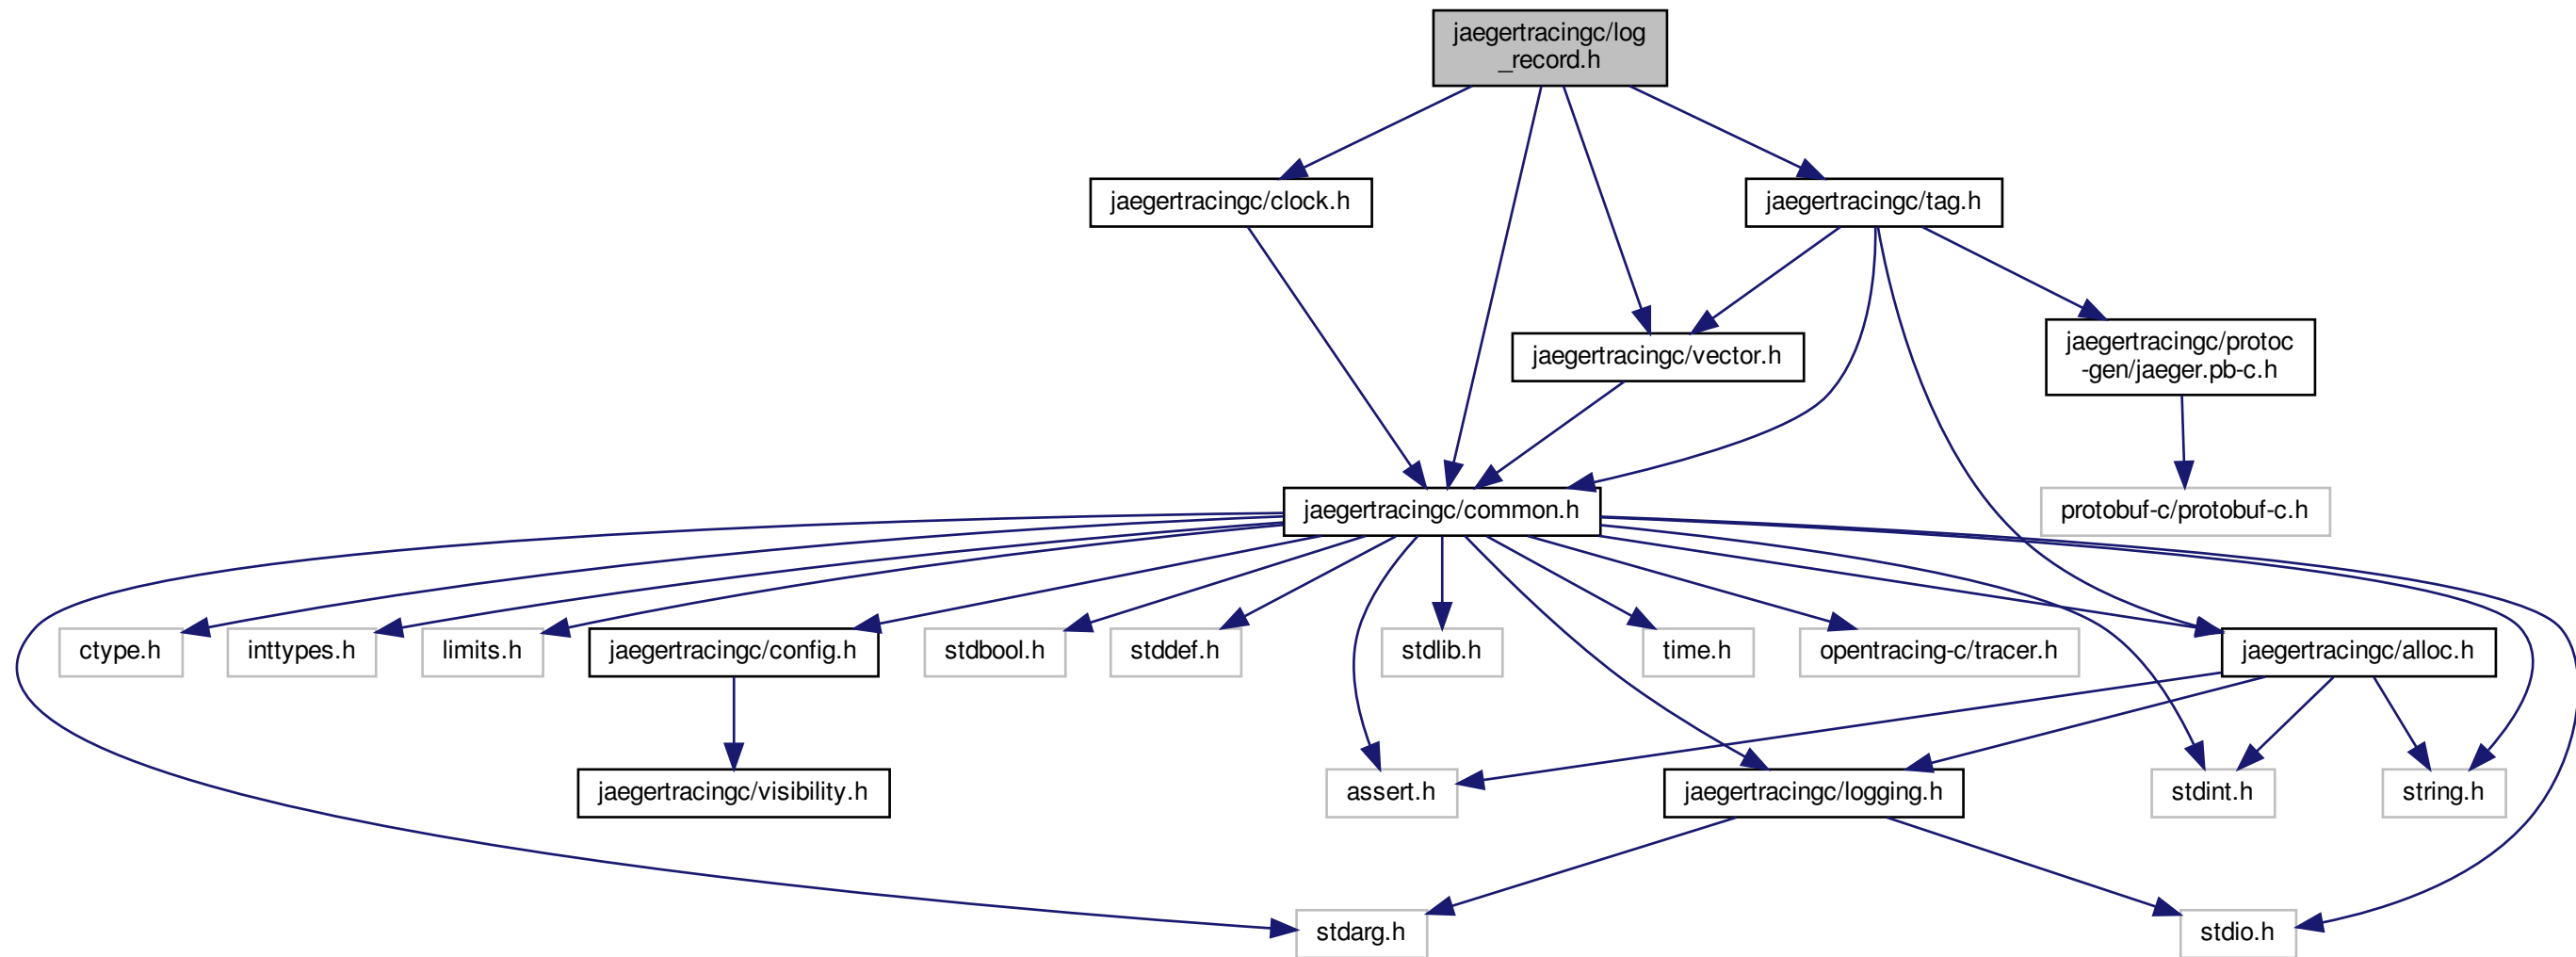 jaegertracingc/log
_record.h
jaegertracingc/clock.h
jaegertracingc/tag.h
jaegertracingc/vector.h
jaegertracingc/protoc
-gen/jaeger.pb-c.h
jaegertracingc/common.h
protobuf-c/protobuf-c.h
ctype.h
inttypes.h
limits.h
jaegertracingc/config.h
stdbool.h
stddef.h
stdlib.h
time.h
opentracing-c/tracer.h
jaegertracingc/alloc.h
jaegertracingc/visibility.h
assert.h
jaegertracingc/logging.h
stdint.h
string.h
stdarg.h
stdio.h